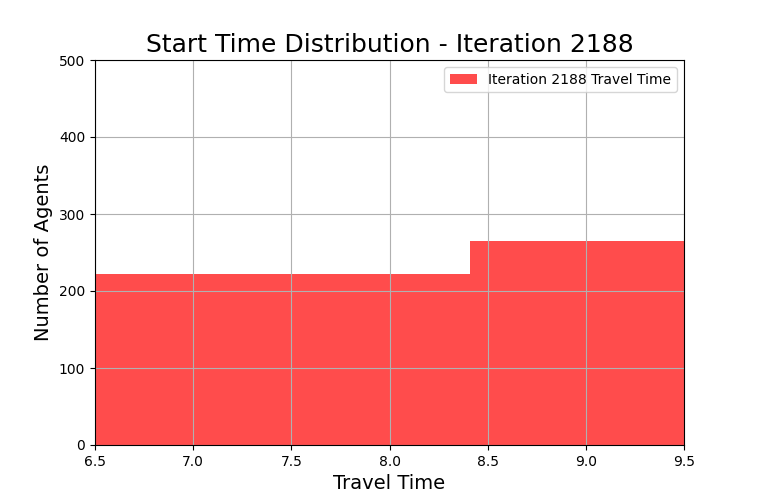 Start Time Distribution - Iteration 2188
Iteration 2188 Travel Time
Number of Agents
500
400
300
200
100
0
6.5 7.0 7.5 8.0 8.5 9.0 9.5
Travel Time